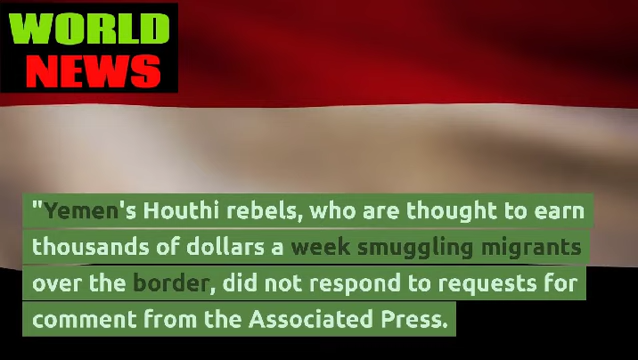 WORLD
NEWS
"Yemen's Houthi rebels, who are thought to earn
thousands of dollars a week smuggling migrants
over the border, did not respond to requests for
comment from the Associated Press.